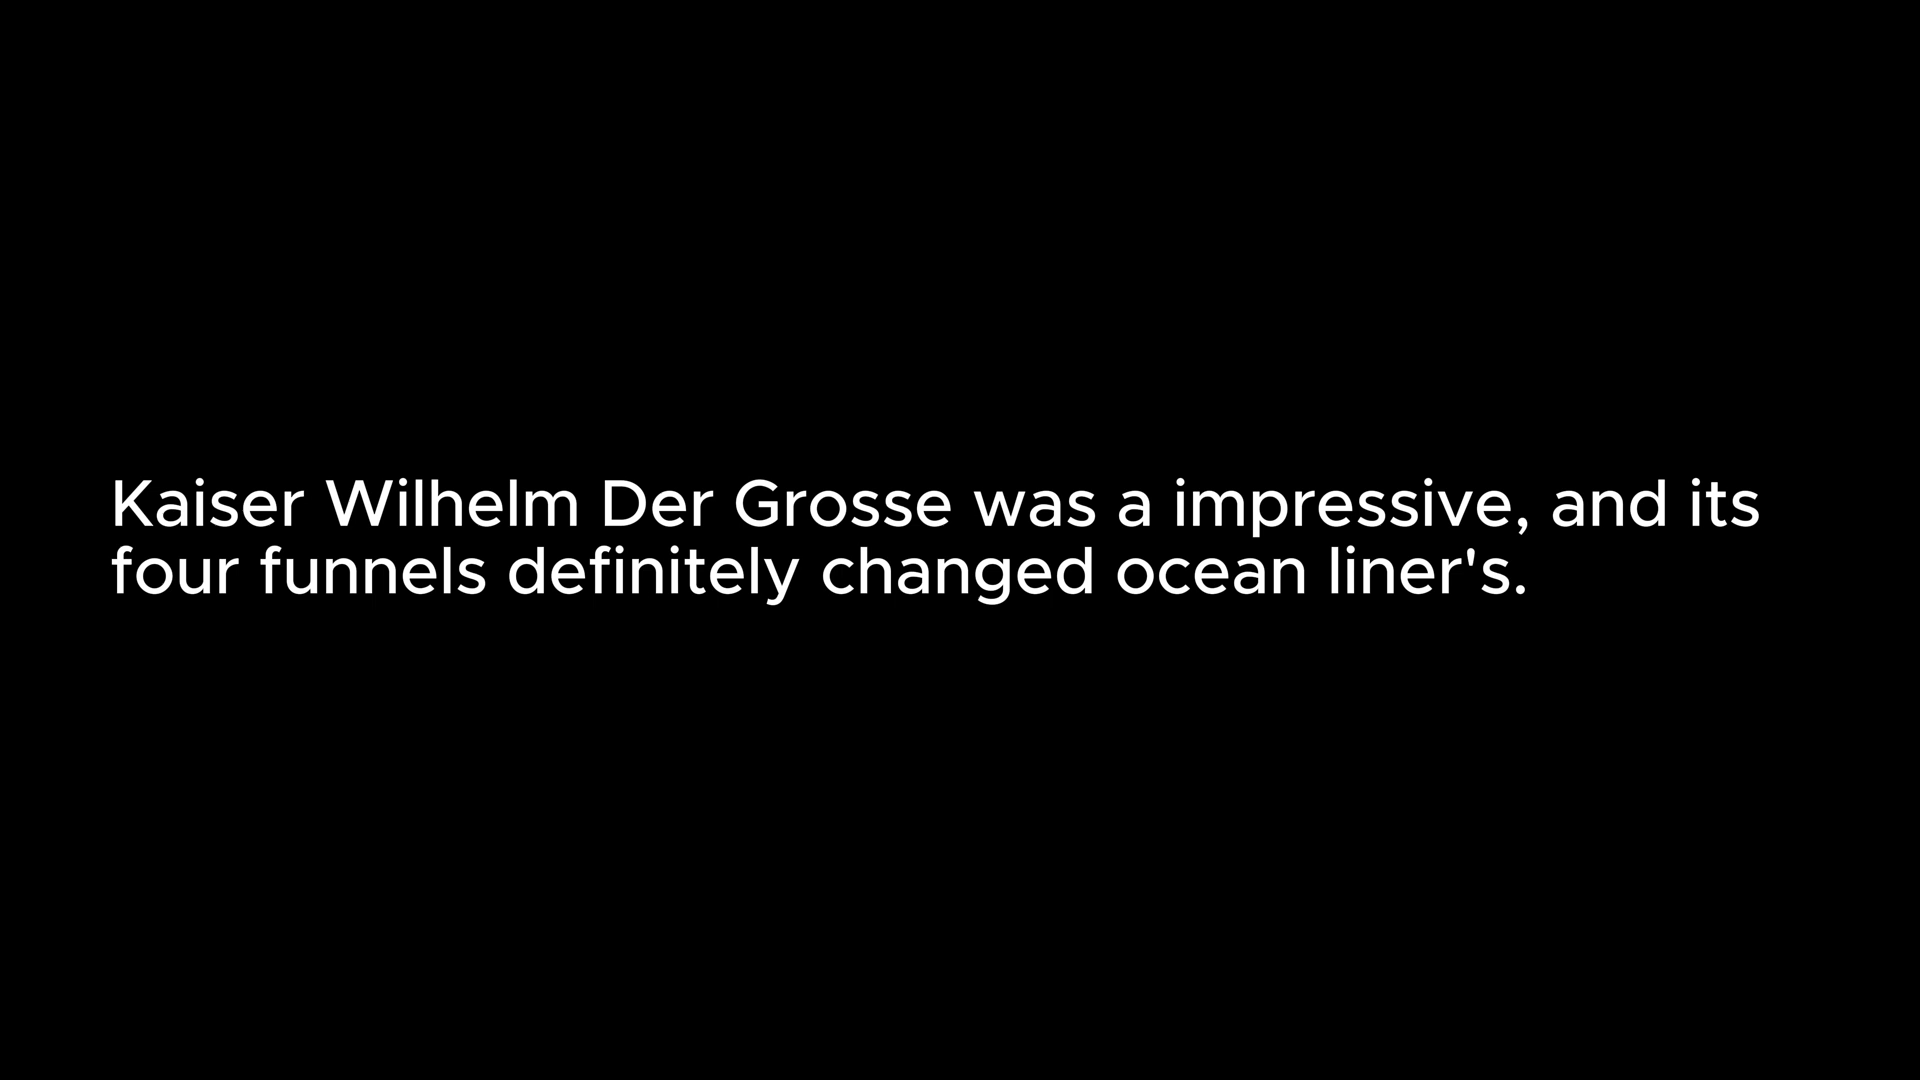 Kaiser Wilhelm Der Grosse was a impressive, and its
four funnels definitely changed ocean liner's.